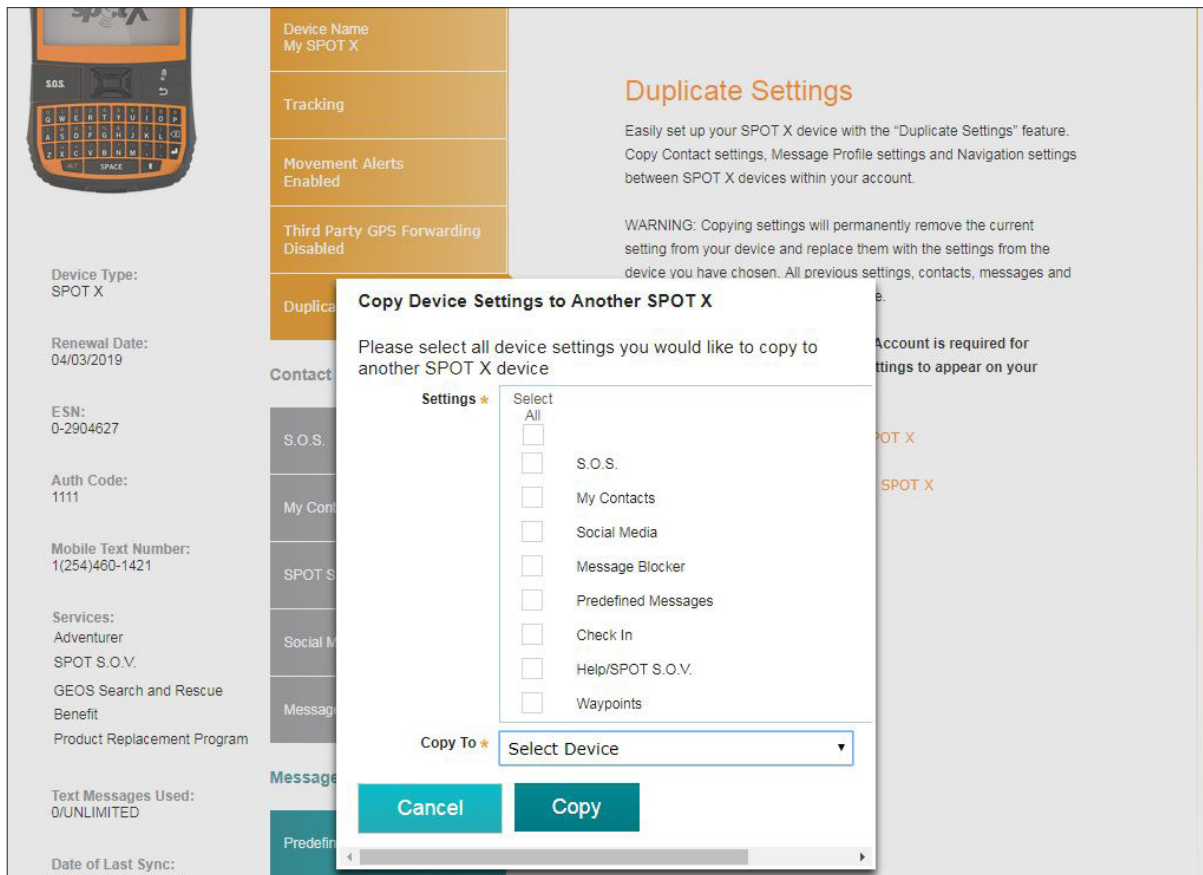 spot X
S.O.S.
Q W E R T Y U I O P
A S D F G H J K L
Z X C V B N M
ALT SPACE
Device Type:
SPOT X
Renewal Date:
04/03/2019
ESN:
0-2904627
Auth Code:
1111
Mobile Text Number:
1(254)460-1421
Services:
Adventurer
SPOT S.O.V.
GEOS Search and Rescue
Benefit
Product Replacement Program
Text Messages Used:
0/UNLIMITED
Date of Last Sync:
Device Name
My SPOT X
Tracking
Movement Alerts
Enabled
Third Party GPS Forwarding
Disabled
Duplica
Contact
S.O.S.
My Cont
SPOT S
Social M
Message
Message
Predefin
Duplicate Settings
Easily set up your SPOT X device with the “Duplicate Settings” feature.
Copy Contact settings, Message Profile settings and Navigation settings
between SPOT X devices within your account.
WARNING: Copying settings will permanently remove the current
setting from your device and replace them with the settings from the
device you have chosen. All previous settings, contacts, messages and
e.
Account is required for
ttings to appear on your
POT X
SPOT X
Copy Device Settings to Another SPOT X
Please select all device settings you would like to copy to
another SPOT X device
Settings *
Select
All
S.O.S.
My Contacts
Social Media
Message Blocker
Predefined Messages
Check In
Help/SPOT S.O.V.
Waypoints
Copy To * Select Device
Cancel Copy